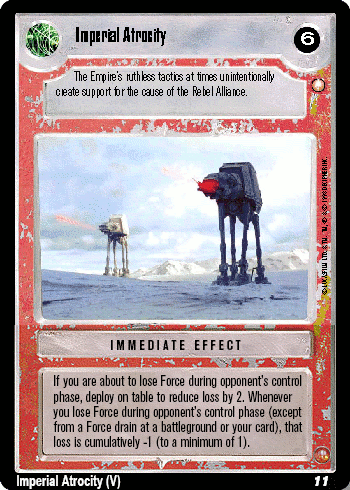 Imperial Atrocity
6
The Empire's ruthless tactics at times unintentionally
create support for the cause of the Rebel Alliance.
IMMEDIATE EFFECT
If you are about to lose Force during opponent's control
phase, deploy on table to reduce loss by 2. Whenever
you lose Force during opponent's control phase (except
from a Force drain at a battleground or your card), that
loss is cumulatively -1 (to a minimum of 1).
Imperial Atrocity (V)
11